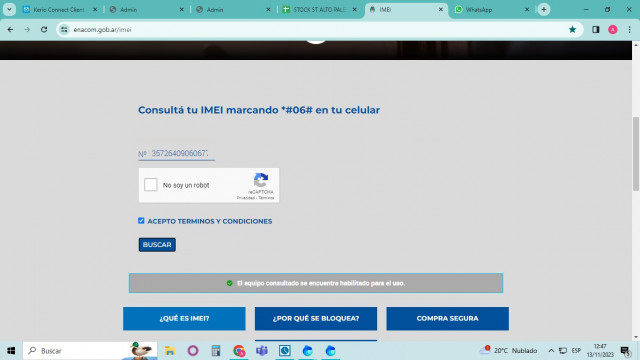 Kerio Connect Client
Admin
Admin
STOCK ST ALTO PAL
IMEI
WhatsApp
enacom.gob.ar/imei
A
Consultá tu IMEI marcando *#06# en tu celular
Nº 35726409060677
No soy un robot
reCAPTCHA
Privacidad - Términos
ACEPTO TERMINOS Y CONDICIONES
BUSCAR
El equipo consultado se encuentra habilitado para el uso.
¿QUÉ ES IMEI?
¿POR QUÉ SE BLOQUEA?
COMPRA SEGURA
Buscar
20°C Nublado
ESP
12:47
13/11/2023